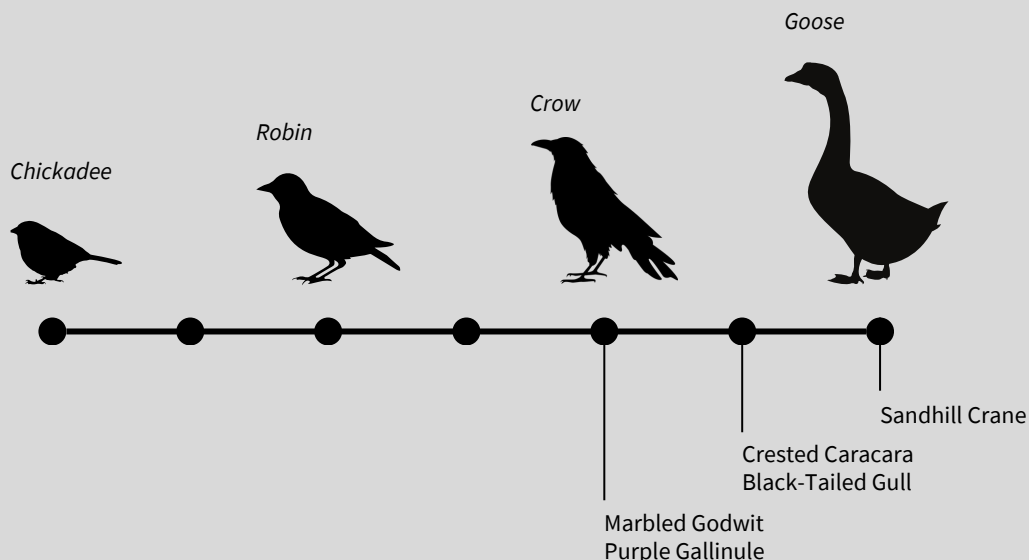 Goose
Crow
Robin
Chickadee
Sandhill Crane
Crested Caracara
Black-Tailed Gull
Marbled Godwit
Purple Gallinule